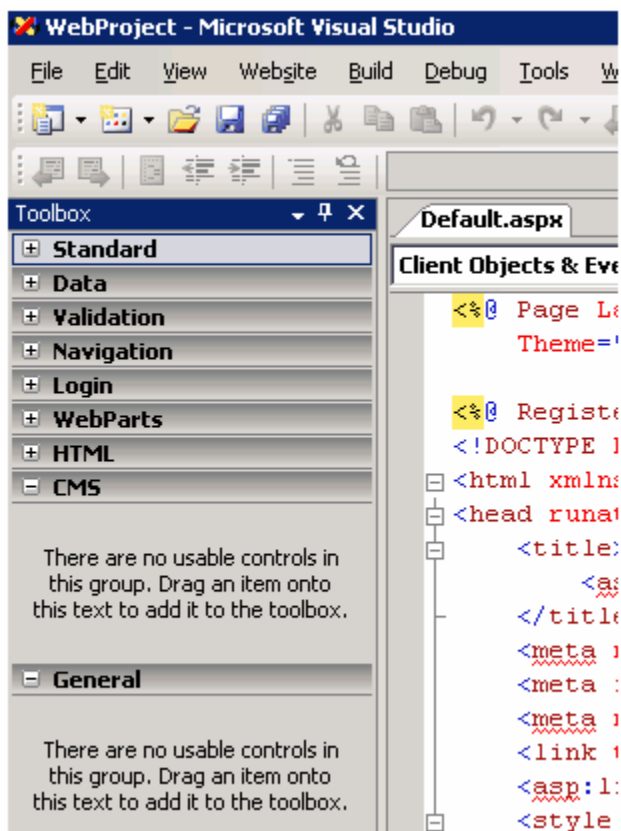 WebProject - Microsoft Visual Studio
File Edit View Website Build Debug Tools
Toolbox
Standard
Data
Validation
Navigation
Login
WebParts
HTML
CMS
There are no usable controls in
this group. Drag an item onto
this text to add it to the toolbox.
General
There are no usable controls in
this group. Drag an item onto
this text to add it to the toolbox.
Default.aspx
Client Objects & Eve
<%@ Page La
Theme="
<%@ Registe
<!DOCTYPE
<html xmlns
<head runat
<title>
<as
</title
<meta
<meta
<meta
<link
<asp:li
<style